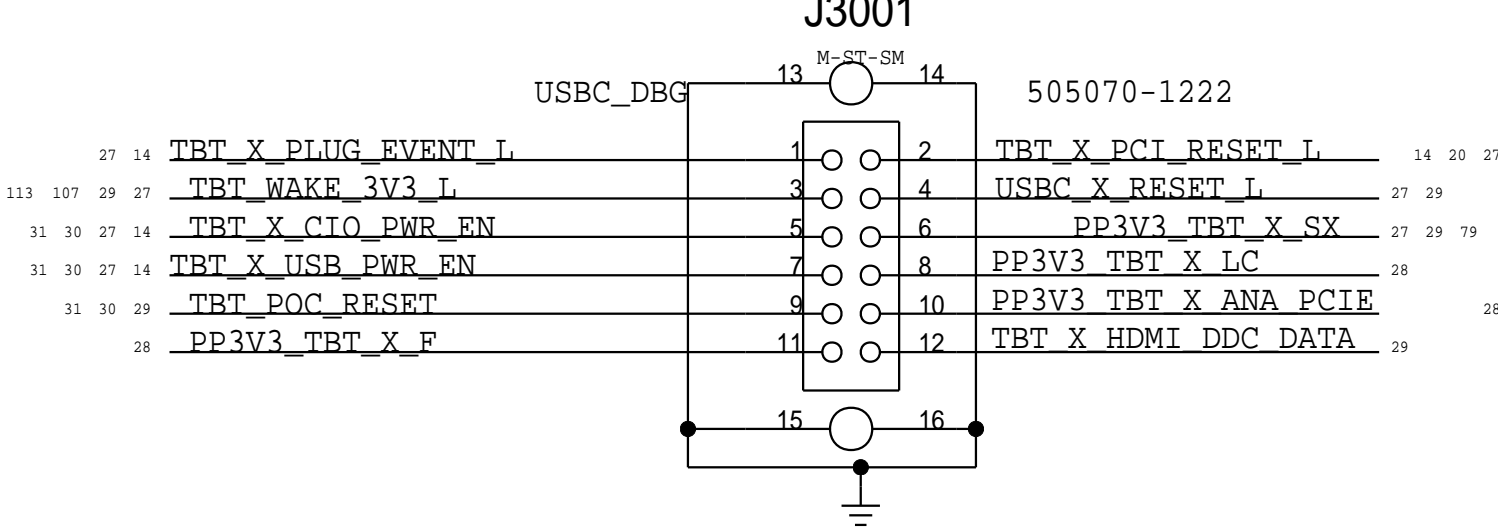 J3001
M-ST-SM
13 14
USBC_DBG 505070-1222
27 14 TBT_X_PLUG_EVENT_L 1 2 TBT_X_PCI_RESET_L 14 20 27
113 107 29 27 TBT_WAKE_3V3_L 3 4 USBC_X_RESET_L 27 29
31 30 27 14 TBT_X_CIO_PWR_EN 5 6 PP3V3_TBT_X_SX 27 29 79
31 30 27 14 TBT_X_USB_PWR_EN 7 8 PP3V3_TBT_X_LC 28
31 30 29 TBT_POC_RESET 9 10 PP3V3_TBT_X_ANA_PCIE 28
28 PP3V3_TBT_X_F 11 12 TBT_X_HDMI_DDC_DATA 29
15 16